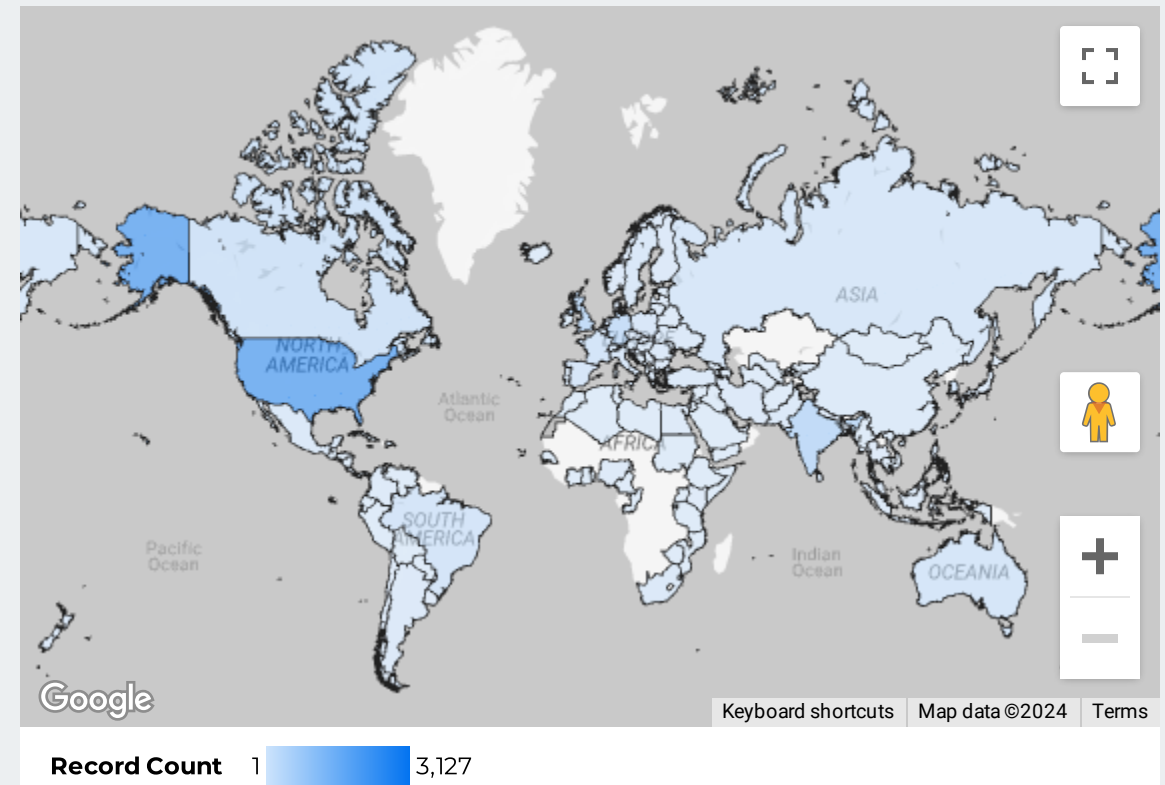 ASIA
NORTH
AMERICA
Atlantic
Ocean
AFRICA
SOUTH
AMERICA
Pacific
Ocean
Indian
Ocean
OCEANIA
Google
Keyboard shortcuts
Map data ©2024
Terms
Record Count 1 3,127